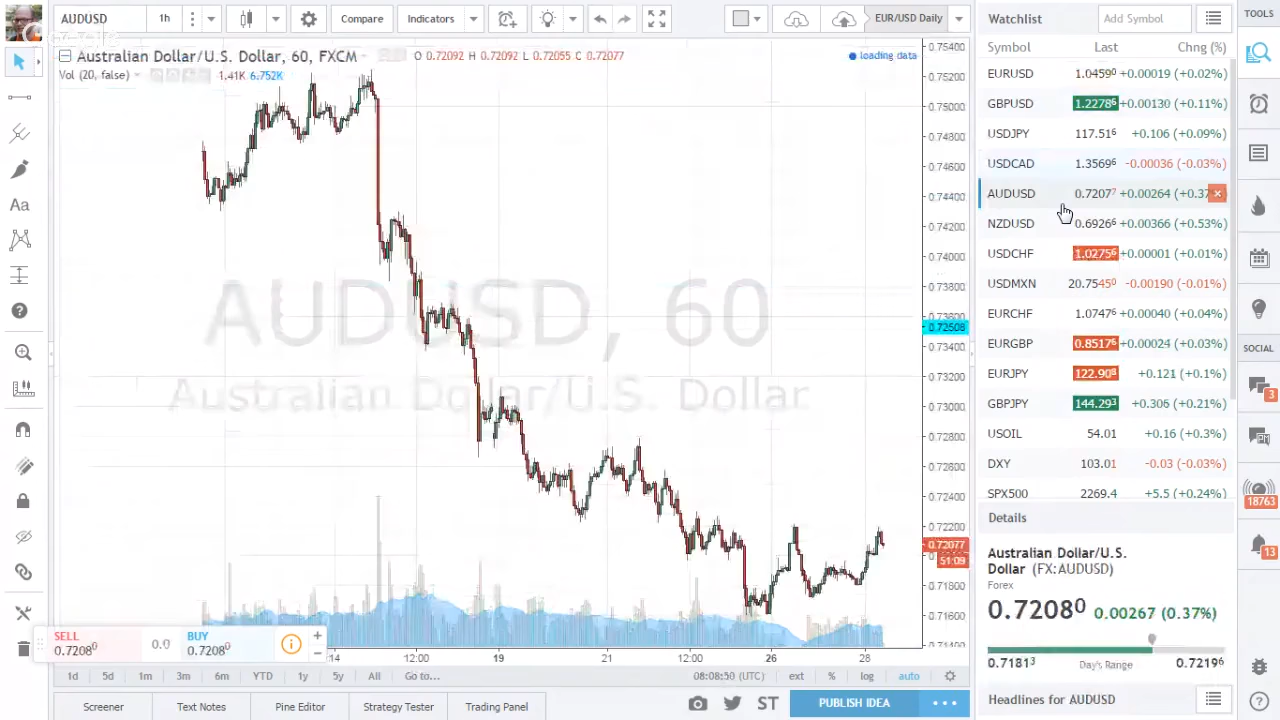 AUDUSD 1h Compare Indicators EUR/USD Daily
Google
Australian Dollar/U.S. Dollar, 60, FXCM O 0.72092 H 0.72092 L 0.72055 C 0.72077 loading data
Vol (20, false) 1.41K 6.752K
AUDUSD, 60
Australian Dollar/U.S. Dollar
0.75400
0.75200
0.75000
0.74800
0.74600
0.74400
0.74200
0.74000
0.73800
0.73600
0.72508
0.73400
0.73200
0.73000
0.72800
0.72600
0.72400
0.72200
0.72077
51:09
0.71800
0.71600
0.71400
SELL
0.7208⁰
0.0
BUY
0.7208⁰
14 12:00 19 21 12:00 26 28
1d 5d 1m 3m 6m YTD 1y 5y All Go to... 08:08:50 (UTC) ext % log auto
Screener Text Notes Pine Editor Strategy Tester Trading ST PUBLISH IDEA
Watchlist Add Symbol
Symbol Last Chng (%)
EURUSD 1.0459⁰ +0.00019 (+0.02%)
GBPUSD 1.2278⁶ +0.00130 (+0.11%)
USDJPY 117.51⁶ +0.106 (+0.09%)
USDCAD 1.3569⁶ -0.00036 (-0.03%)
AUDUSD 0.7207⁷ +0.00264 (+0.37
NZDUSD 0.6926⁶ +0.00366 (+0.53%)
USDCHF 1.0275⁶ +0.00001 (+0.01%)
USDMXN 20.7545⁰ -0.00190 (-0.01%)
EURCHF 1.0747⁶ +0.00040 (+0.04%)
EURGBP 0.8517⁶ +0.00024 (+0.03%)
EURJPY 122.90⁸ +0.121 (+0.1%)
GBPJPY 144.29³ +0.306 (+0.21%)
USOIL 54.01 +0.16 (+0.3%)
DXY 103.01 -0.03 (-0.03%)
SPX500 2269.4 +5.5 (+0.24%)
Details
Australian Dollar/U.S.
Dollar (FX:AUDUSD)
Forex
0.7208⁰ 0.00267 (0.37%)
0.7181³ Day's Range 0.7219⁶
Headlines for AUDUSD
TOOLS
SOCIAL
3
18763
13